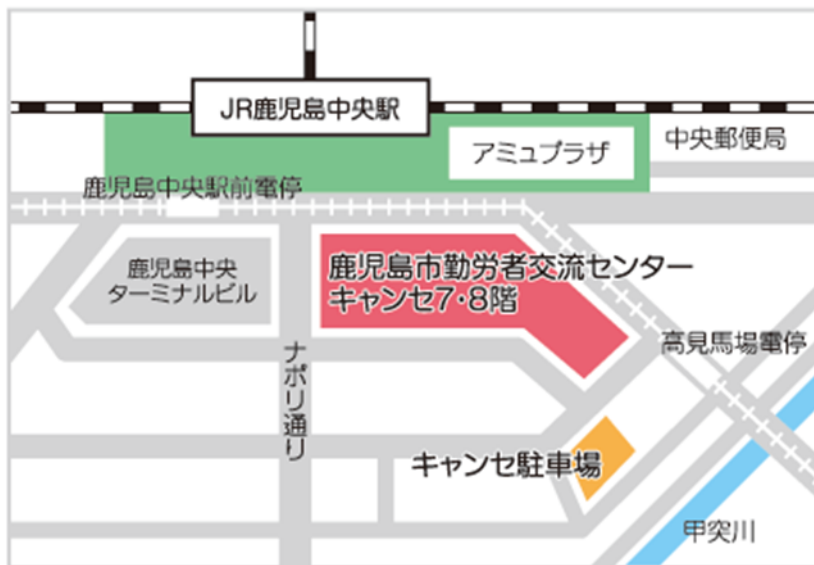 JR鹿児島中央駅
アミュプラザ
中央郵便局
鹿児島中央駅前電停
鹿児島中央
ターミナルビル
鹿児島市勤労者交流センター
キャンセ7・8階
高見馬場電停
ナポリ通り
キャンセ駐車場
甲突川